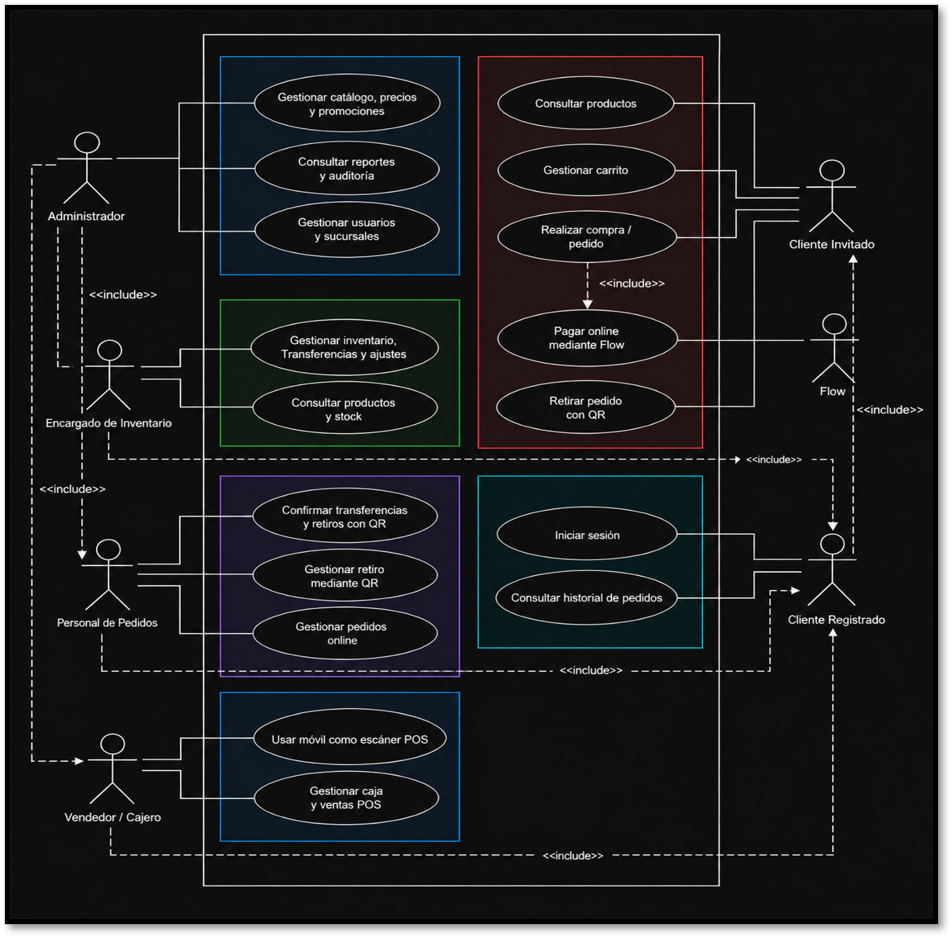 Gestionar catálogo, precios
y promociones
Consultar reportes
y auditoría
Gestionar usuarios
y sucursales
Administrador
<<include>>
Consultar productos
Gestionar carrito
Realizar compra /
pedido
<<include>>
Pagar online
mediante Flow
Retirar pedido
con QR
Cliente Invitado
Flow
<<include>>
Gestionar inventario,
Transferencias y ajustes
Consultar productos
y stock
Encargado de Inventario
<<include>>
<<include>>
Confirmar transferencias
y retiros con QR
Gestionar retiro
mediante QR
Gestionar pedidos
online
Personal de Pedidos
Iniciar sesión
Consultar historial de pedidos
Cliente Registrado
<<include>>
Usar móvil como escáner POS
Gestionar caja
y ventas POS
Vendedor / Cajero
<<include>>